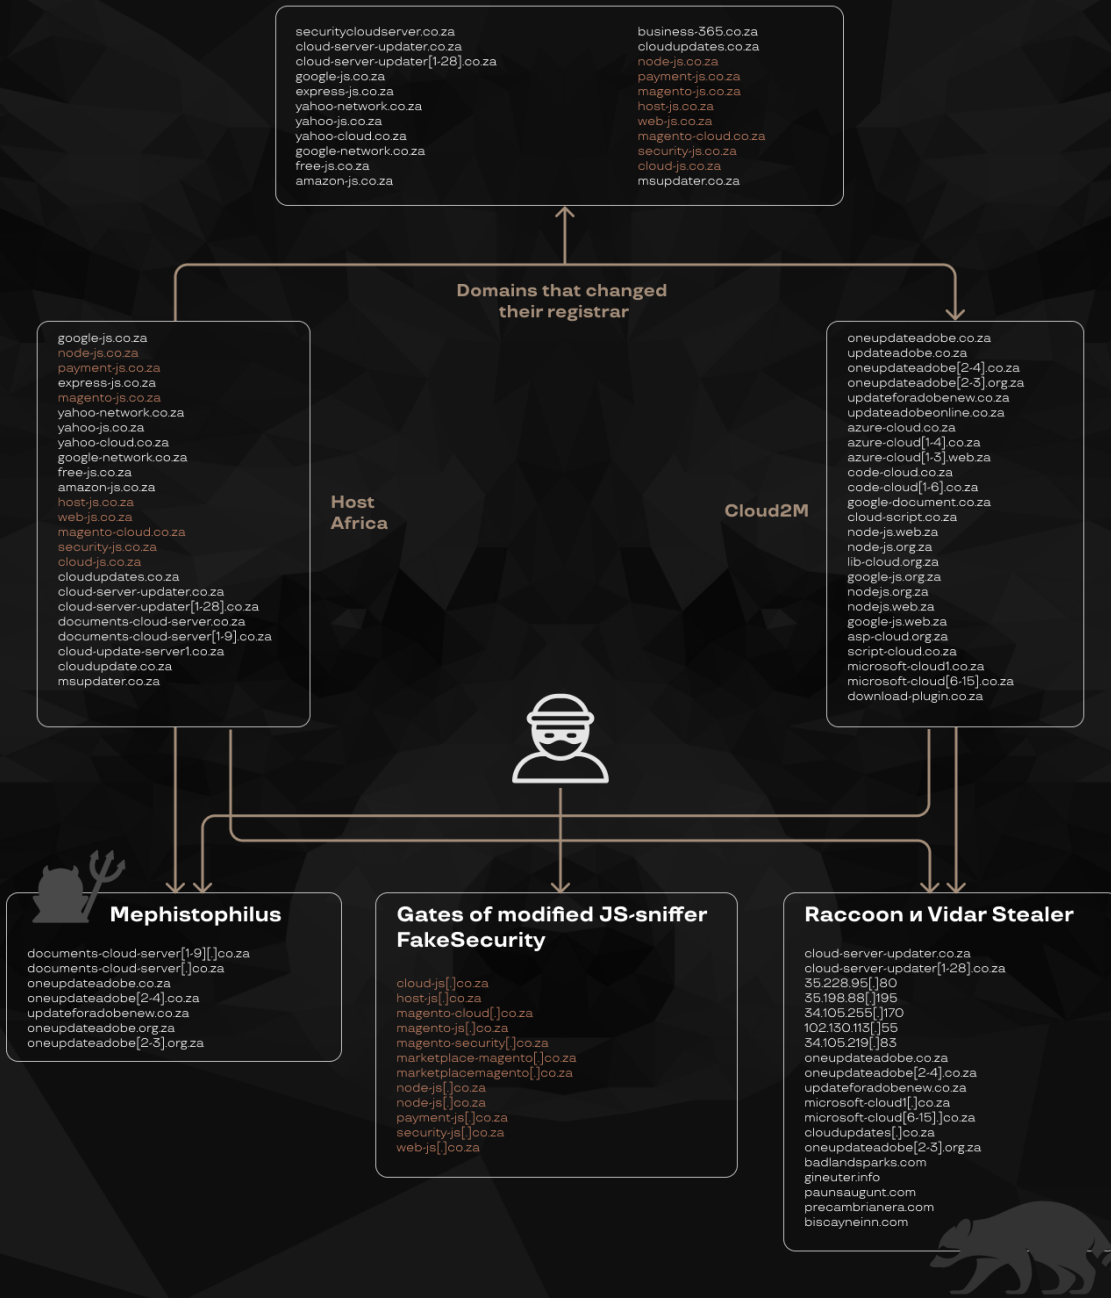 securitycloudserver.co.za
cloud-server-updater.co.za
cloud-server-updater[1-28].co.za
google-js.co.za
express-js.co.za
yahoo-network.co.za
yahoo-js.co.za
yahoo-cloud.co.za
google-network.co.za
free-js.co.za
amazon-js.co.za
business-365.co.za
cloudupdates.co.za
node-js.co.za
payment-js.co.za
magento-js.co.za
host-js.co.za
web-js.co.za
magento-cloud.co.za
security-js.co.za
cloud-js.co.za
msupdater.co.za
Domains that changed
their registrar
google-js.co.za
node-js.co.za
payment-js.co.za
express-js.co.za
magento-js.co.za
yahoo-network.co.za
yahoo-js.co.za
yahoo-cloud.co.za
google-network.co.za
free-js.co.za
amazon-js.co.za
host-js.co.za
web-js.co.za
magento-cloud.co.za
security-js.co.za
cloud-js.co.za
cloudupdates.co.za
cloud-server-updater.co.za
cloud-server-updater[1-28].co.za
documents-cloud-server.co.za
documents-cloud-server[1-9].co.za
cloud-update-server1.co.za
cloudupdate.co.za
msupdater.co.za
Host
Africa
Cloud2M
oneupdateadobe.co.za
updateadobe.co.za
oneupdateadobe[2-4].co.za
oneupdateadobe[2-3].org.za
updateforadobenew.co.za
updateadobeonline.co.za
azure-cloud.co.za
azure-cloud[1-4].co.za
azure-cloud[1-3].web.za
code-cloud.co.za
code-cloud[1-6].co.za
google-document.co.za
cloud-script.co.za
node-js.web.za
node-js.org.za
lib-cloud.org.za
google-js.org.za
nodejs.org.za
nodejs.web.za
google-js.web.za
asp-cloud.org.za
script-cloud.co.za
microsoft-cloud1.co.za
microsoft-cloud[6-15].co.za
download-plugin.co.za
Mephistophilus
documents-cloud-server[1-9][.]co.za
documents-cloud-server[.]co.za
oneupdateadobe.co.za
oneupdateadobe[2-4].co.za
updateforadobenew.co.za
oneupdateadobe.org.za
oneupdateadobe[2-3].org.za
Gates of modified JS-sniffer
FakeSecurity
cloud-js[.]co.za
host-js[.]co.za
magento-cloud[.]co.za
magento-js[.]co.za
magento-security[.]co.za
marketplace-magento[.]co.za
marketplacemagento[.]co.za
node-js[.]co.za
node-js[.]co.za
payment-js[.]co.za
security-js[.]co.za
web-js[.]co.za
Raccoon и Vidar Stealer
cloud-server-updater.co.za
cloud-server-updater[1-28].co.za
35.228.95[.]80
35.198.88[.]195
34.105.255[.]170
102.130.113[.]55
34.105.219[.]83
oneupdateadobe.co.za
oneupdateadobe[2-4].co.za
updateforadobenew.co.za
microsoft-cloud1[.]co.za
microsoft-cloud[6-15].]co.za
cloudupdates[.]co.za
oneupdateadobe[2-3].org.za
badlandsparks.com
gineuter.info
paunsaugunt.com
precambrianera.com
biscayneinn.com